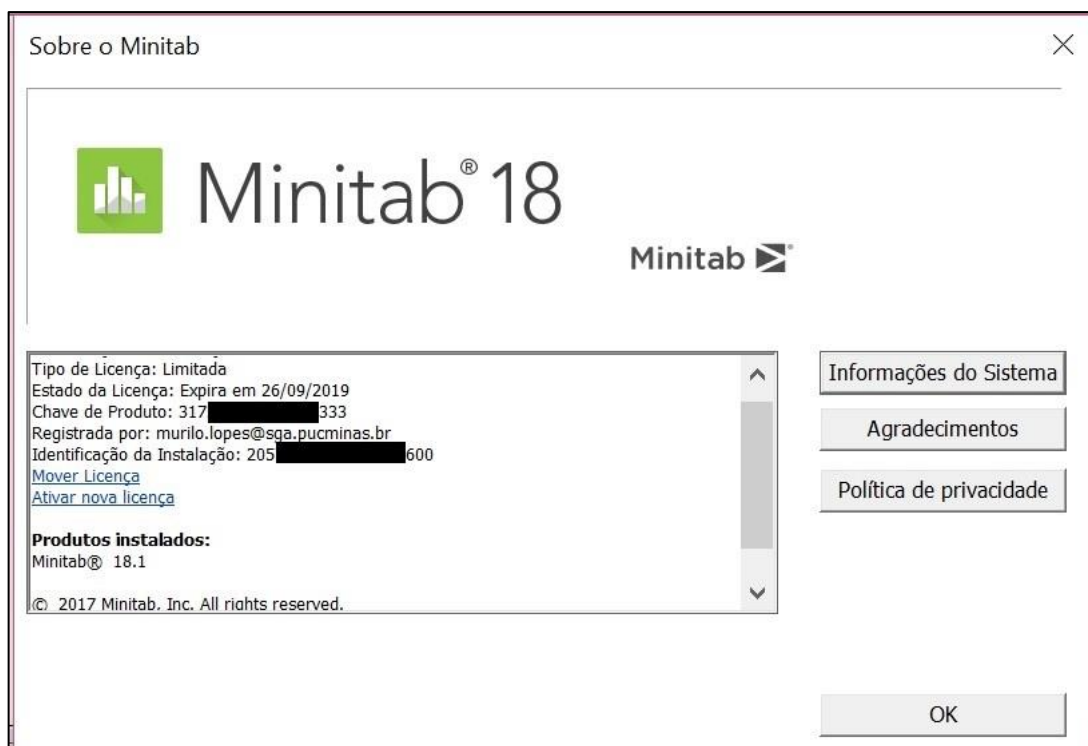 Sobre o Minitab
Minitab® 18
Minitab
Tipo de Licença: Limitada
Estado da Licença: Expira em 26/09/2019
Chave de Produto: 317 333
Registrada por: murilo.lopes@sga.pucminas.br
Identificação da Instalação: 205 600
Mover Licença
Ativar nova licença
Produtos instalados:
Minitab® 18.1
© 2017 Minitab, Inc. All rights reserved.
Informações do Sistema
Agradecimentos
Política de privacidade
OK